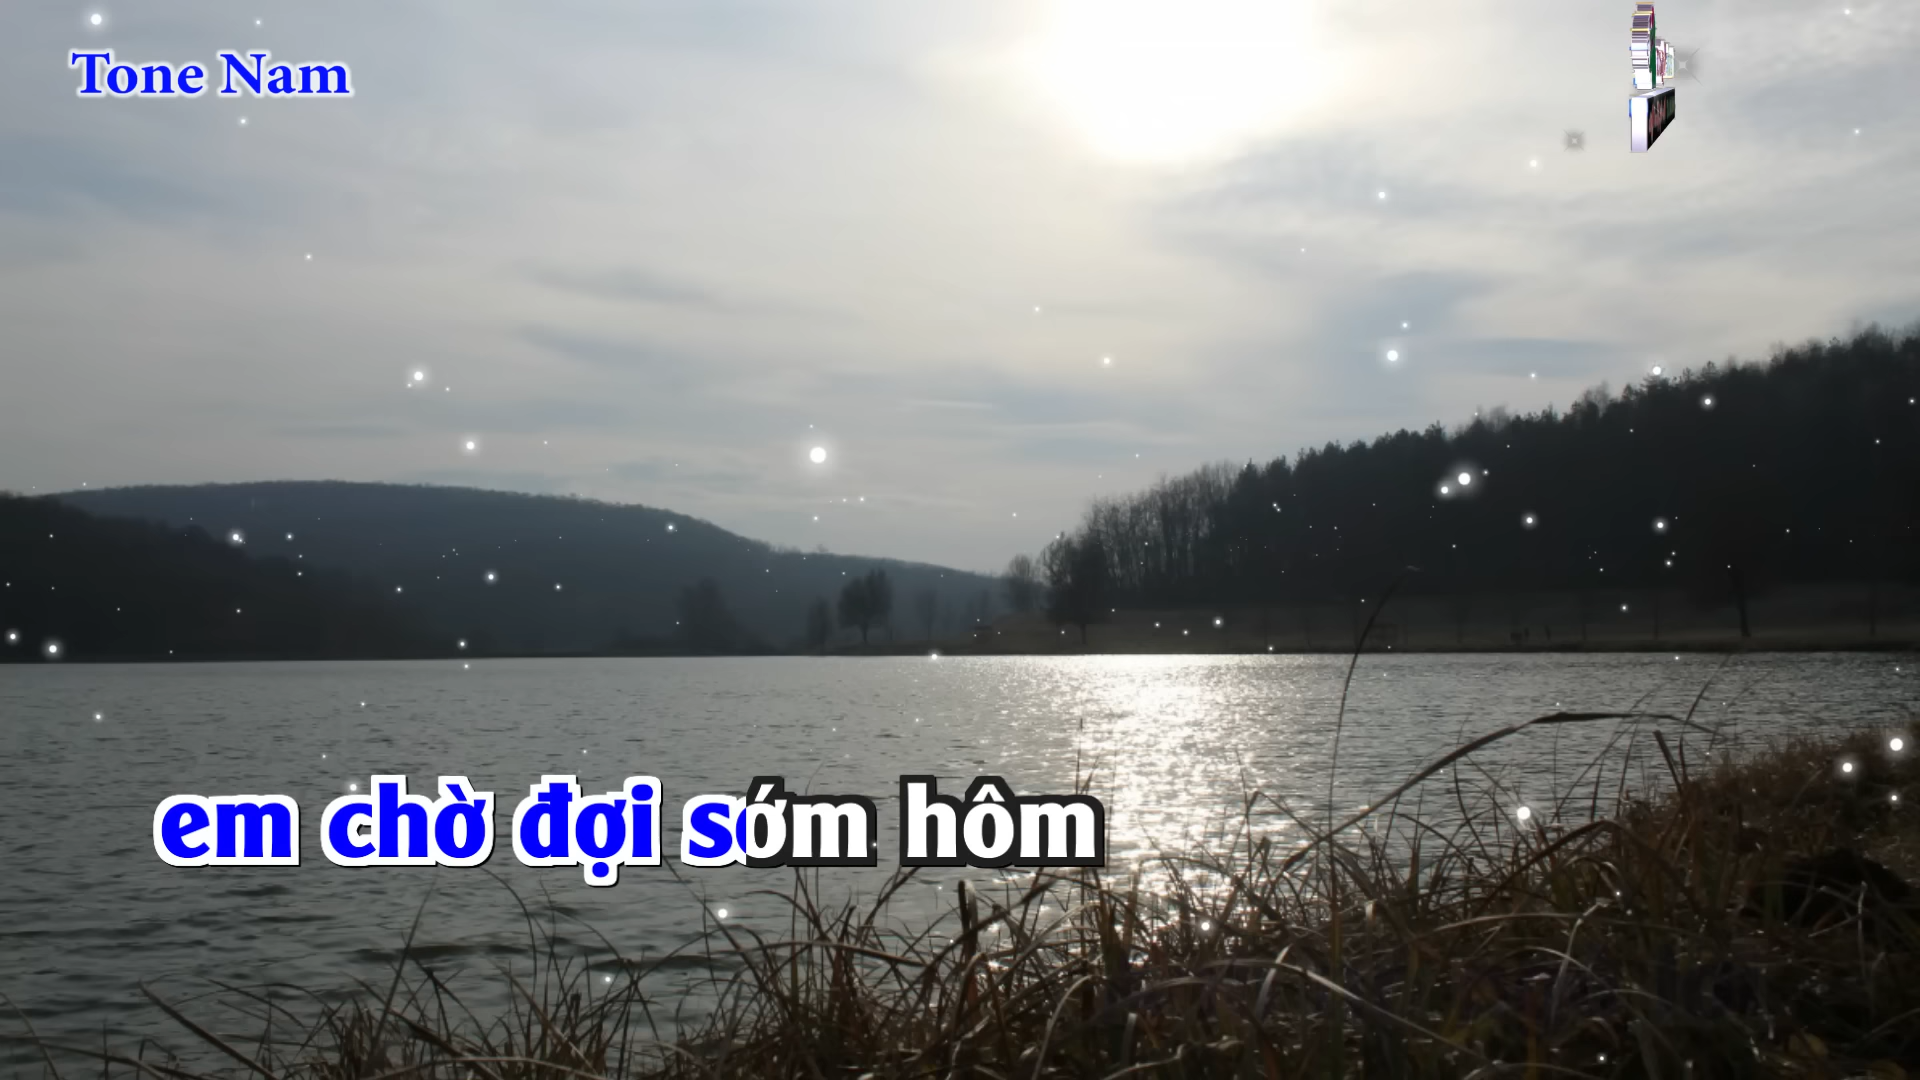 Tone Nam
em chờ đợi sớm hôm